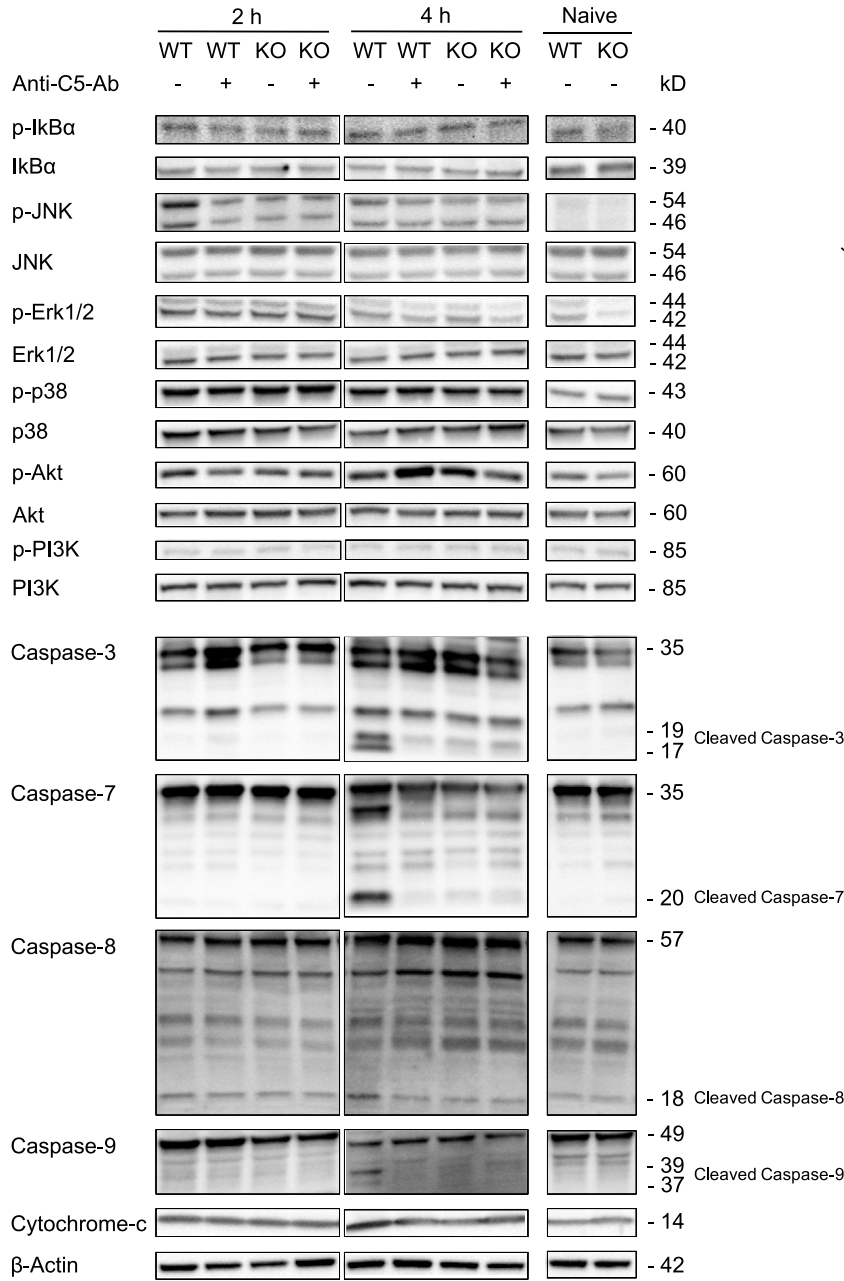 2 h 4 h Naive
WT WT KO KO WT WT KO KO WT KO
Anti-C5-Ab - + - + - + - + - - kD
p-IkBα - 40
IkBα - 39
p-JNK - 54
- 46
JNK - 54
- 46
p-Erk1/2 - 44
- 42
Erk1/2 - 44
- 42
p-p38 - 43
p38 - 40
p-Akt - 60
Akt - 60
p-PI3K - 85
PI3K - 85
Caspase-3 - 35
- 19
Cleaved Caspase-3
- 17
Caspase-7 - 35
- 20 Cleaved Caspase-7
Caspase-8 - 57
- 18 Cleaved Caspase-8
Caspase-9 - 49
- 39
Cleaved Caspase-9
- 37
Cytochrome-c - 14
β-Actin - 42